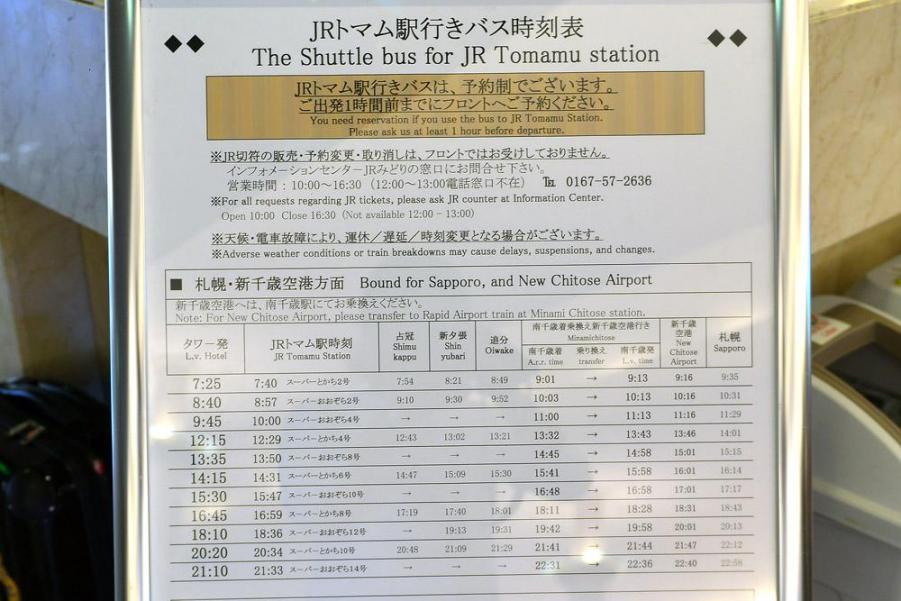 ◆◆ JRトマム駅行きバス時刻表 ◆◆
The Shuttle bus for JR Tomamu station
JRトマム駅行きバスは、予約制でございます。
ご出発1時間前までにフロントへご予約ください。
You need reservation if you use the bus to JR Tomamu Station.
Please ask us at least 1 hour before departure.
※JR切符の販売・予約変更・取り消しは、フロントではお受けしておりません。
インフォメーションセンターJRみどりの窓口にお問合せ下さい。
営業時間：10:00～16:30（12:00～13:00電話窓口不在） ℡ 0167-57-2636
※For all requests regarding JR tickets, please ask JR counter at Information Center.
Open 10:00 Close 16:30 (Not available 12:00 - 13:00)
※天候・電車故障により、運休／遅延／時刻変更となる場合がございます。
※Adverse weather conditions or train breakdowns may cause delays, suspensions, and changes.
■ 札幌・新千歳空港方面 Bound for Sapporo, and New Chitose Airport
新千歳空港へは、南千歳駅にてお乗換えください。
Note: For New Chitose Airport, please transfer to Rapid Airport train at Minami Chitose station.
タワー発
L.v. Hotel
JRトマム駅時刻
JR Tomamu Station
占冠
Shimu
kappu
新夕張
Shin
yubari
追分
Oiwake
南千歳着乗換え新千歳空港行き
Minamichitose
南千歳着 乗り換え 南千歳発
A.r.r. time transfer L.v. time
新千歳
空港
New
Chitose
Airport
札幌
Sapporo
7:25 7:40 スーパーとかち2号 7:54 8:21 8:49 9:01 → 9:13 9:16 9:35
8:40 8:57 スーパーおおぞら2号 9:10 9:30 9:52 10:03 → 10:13 10:16 10:31
9:45 10:00 スーパーおおぞら4号 → → → 11:00 → 11:13 11:16 11:29
12:15 12:29 スーパーとかち4号 12:43 13:02 13:21 13:32 → 13:43 13:46 14:01
13:35 13:50 スーパーおおぞら8号 → → → 14:45 → 14:58 15:01 15:15
14:15 14:31 スーパーとかち6号 14:47 15:09 15:30 15:41 → 15:58 16:01 16:14
15:30 15:47 スーパーおおぞら10号 → → → 16:48 → 16:58 17:01 17:17
16:45 16:59 スーパーとかち8号 17:19 17:40 18:01 18:11 → 18:28 18:31 18:43
18:10 18:36 スーパーおおぞら12号 → 19:13 19:31 19:42 → 19:58 20:01 20:13
20:20 20:34 スーパーとかち10号 20:48 21:09 21:29 21:41 → 21:44 21:47 22:12
21:10 21:33 スーパーおおぞら14号 → → → 22:31 → 22:36 22:40 22:58